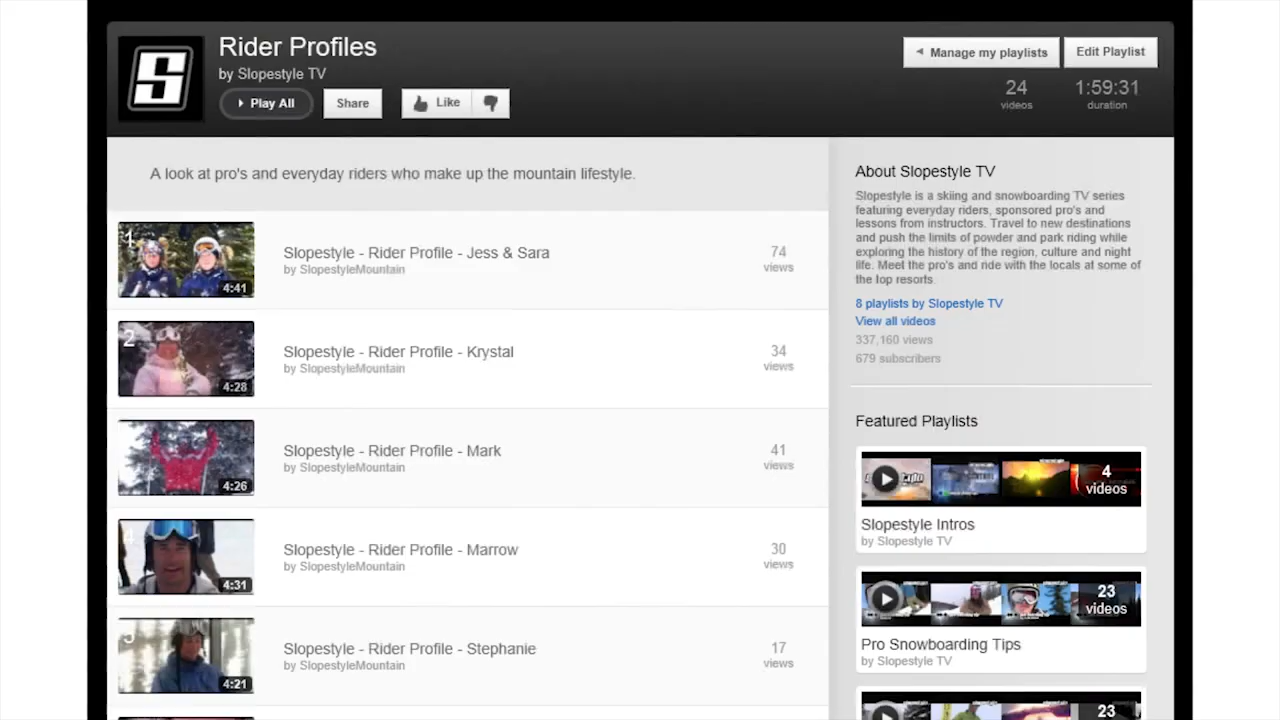 S
Rider Profiles
by Slopestyle TV
Play All
Share
Like
Manage my playlists
Edit Playlist
24
videos
1:59:31
duration
A look at pro's and everyday riders who make up the mountain lifestyle.
1
4:41
Slopestyle - Rider Profile - Jess & Sara
by SlopestyleMountain
74
views
2
4:28
Slopestyle - Rider Profile - Krystal
by SlopestyleMountain
34
views
4:26
Slopestyle - Rider Profile - Mark
by SlopestyleMountain
41
views
4
4:31
Slopestyle - Rider Profile - Marrow
by SlopestyleMountain
30
views
5
4:21
Slopestyle - Rider Profile - Stephanie
by SlopestyleMountain
17
views
About Slopestyle TV
Slopestyle is a skiing and snowboarding TV series
featuring everyday riders, sponsored pro's and
lessons from instructors. Travel to new destinations
and push the limits of powder and park riding while
exploring the history of the region, culture and night
life. Meet the pro's and ride with the locals at some of
the top resorts.
8 playlists by Slopestyle TV
View all videos
337,160 views
679 subscribers
Featured Playlists
4
videos
Slopestyle Intros
by Slopestyle TV
23
videos
Pro Snowboarding Tips
by Slopestyle TV
23